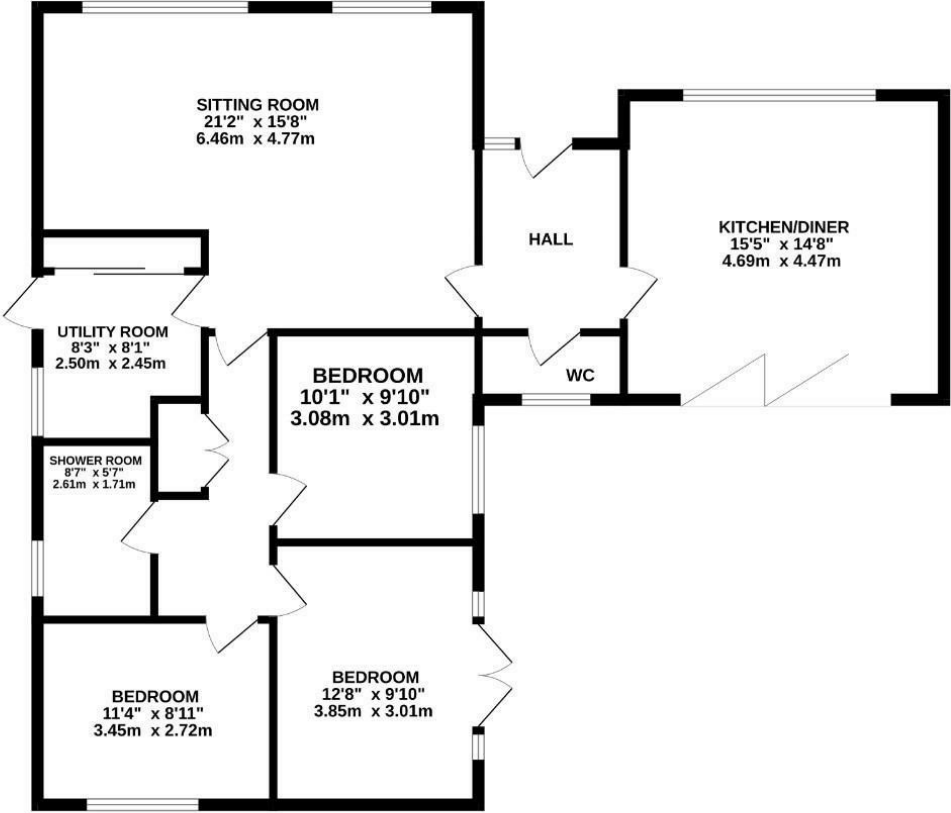 SITTING ROOM
21'2" x 15'8"
6.46m x 4.77m
HALL
KITCHEN/DINER
15'5" x 14'8"
4.69m x 4.47m
UTILITY ROOM
8'3" x 8'1"
2.50m x 2.45m
BEDROOM
10'1" x 9'10"
3.08m x 3.01m
WC
SHOWER ROOM
8'7" x 5'7"
2.61m x 1.71m
BEDROOM
11'4" x 8'11"
3.45m x 2.72m
BEDROOM
12'8" x 9'10"
3.85m x 3.01m